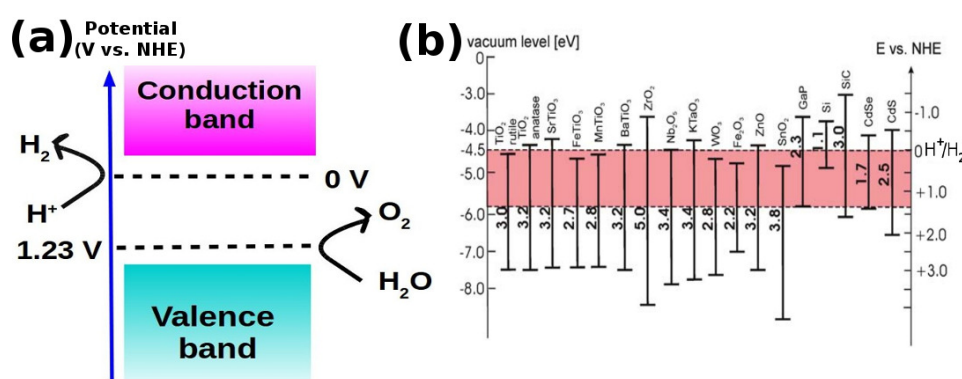 (a) Potential
(V vs. NHE)
Conduction
band
H₂
H⁺
0 V
1.23 V
O₂
H₂O
Valence
band
(b) vacuum level [eV]
E vs. NHE
0
-3.0
-4.0
-4.5
-5.0
-6.0
-7.0
-8.0
TiO₂
rutile
TiO₂
anatase
SrTiO₃
FeTiO₃
MnTiO₃
BaTiO₃
ZrO₂
Nb₂O₅
KTaO₃
WO₃
Fe₂O₃
ZnO
SnO₂
GaP
Si
SiC
CdSe
CdS
3.0
3.2
3.2
2.7
2.8
3.2
5.0
3.4
3.4
2.8
2.2
3.2
3.8
2.3
1.1
3.0
1.7
2.5
-1.0
0 H⁺/H₂
+1.0
+2.0
+3.0